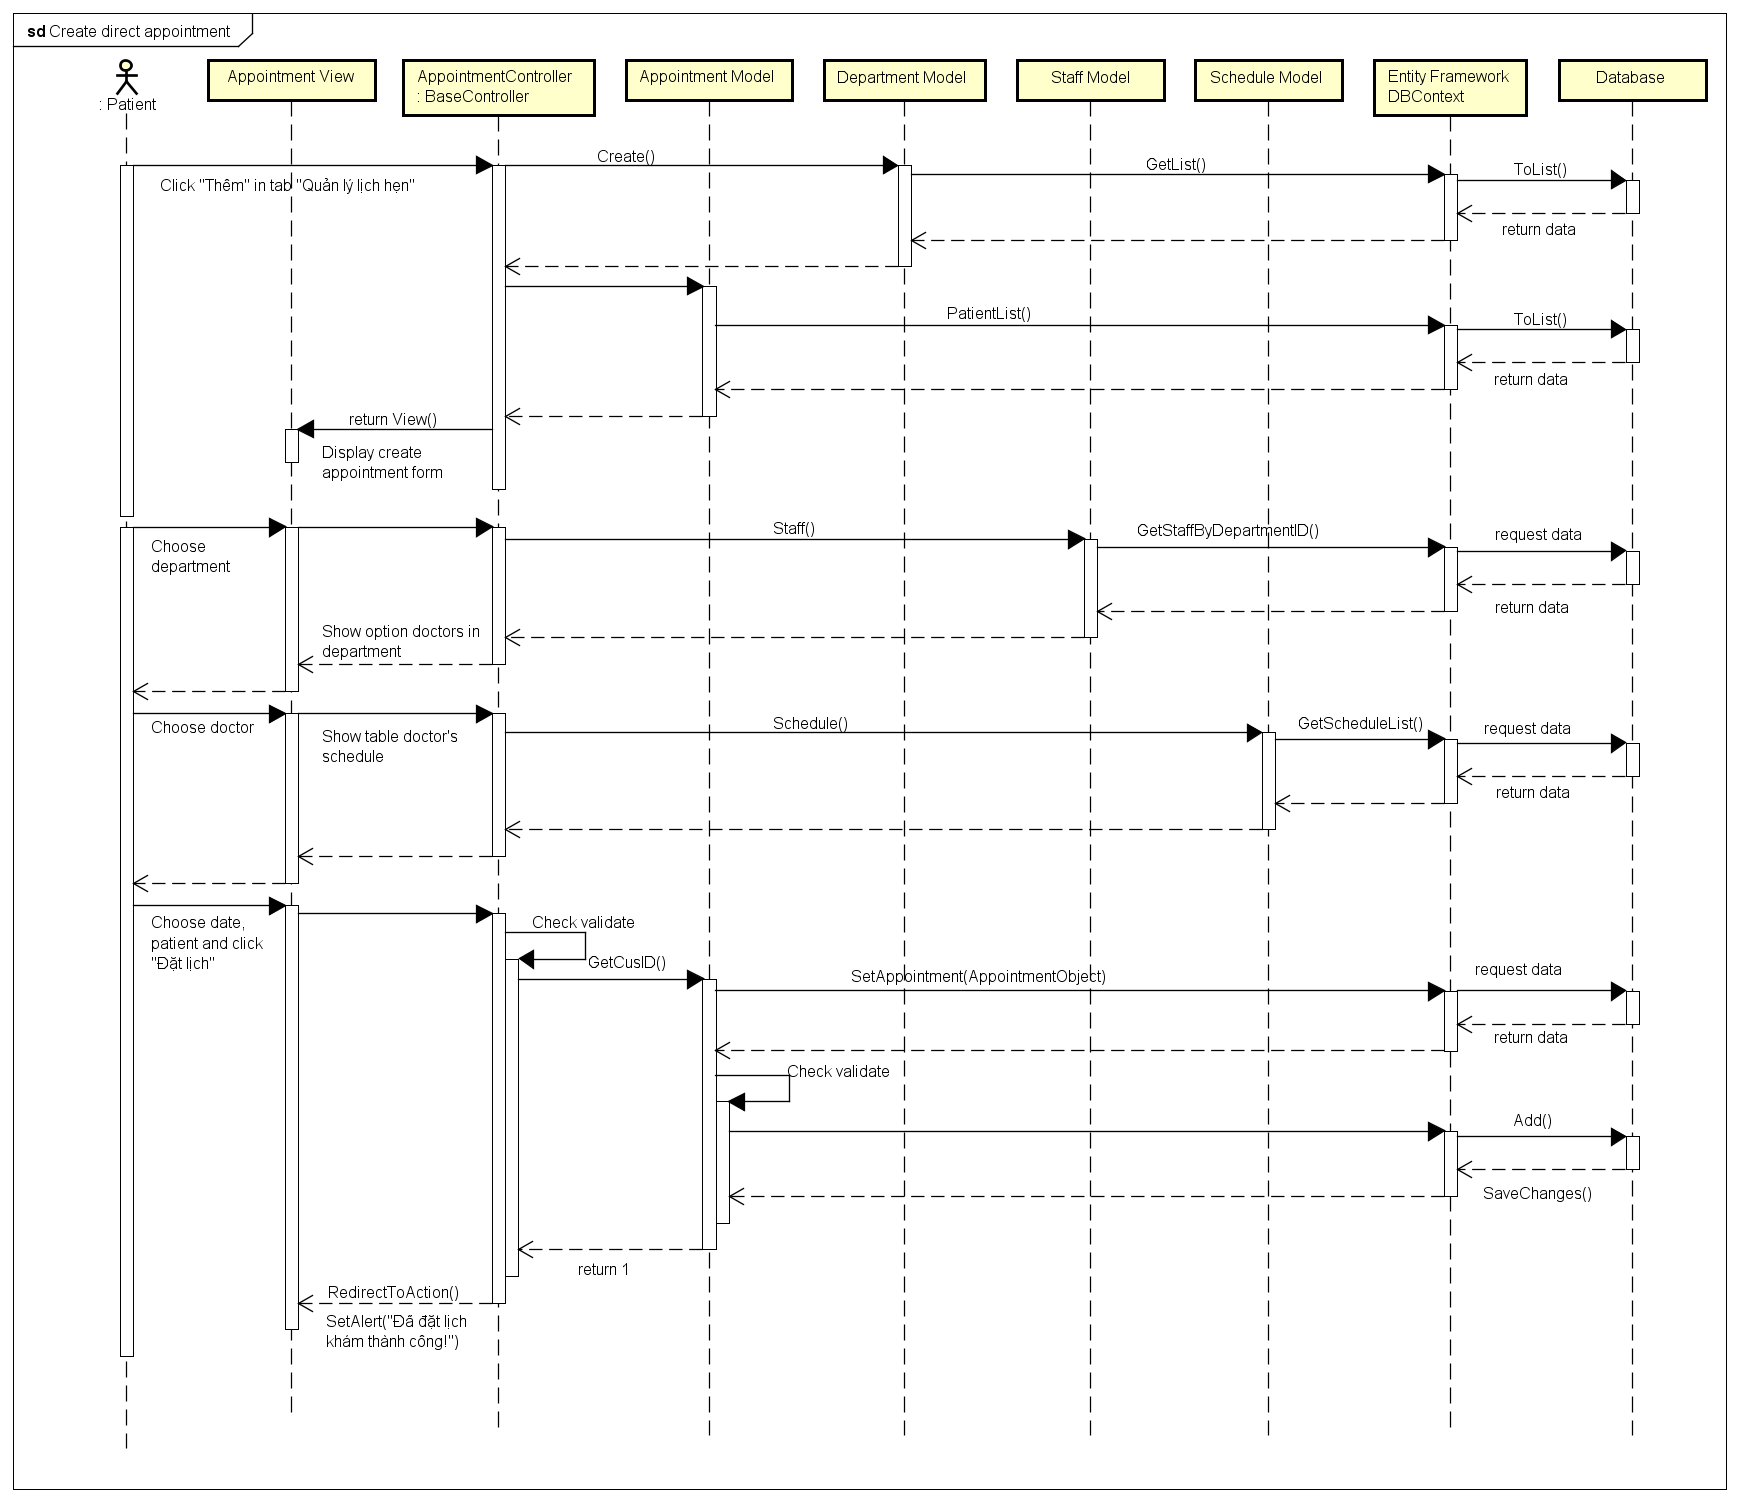 sd Create direct appointment
: Patient
Appointment View
AppointmentController
: BaseController
Appointment Model
Department Model
Staff Model
Schedule Model
Entity Framework
DBContext
Database
Create()
GetList()
ToList()
Click "Thêm" in tab "Quản lý lịch hẹn"
return data
PatientList()
ToList()
return data
return View()
Display create
appointment form
Choose
department
Staff()
GetStaffByDepartmentID()
request data
return data
Show option doctors in
department
Choose doctor
Show table doctor's
schedule
Schedule()
GetScheduleList()
request data
return data
Choose date,
patient and click
"Đặt lịch"
Check validate
GetCusID()
SetAppointment(AppointmentObject)
request data
return data
Check validate
Add()
SaveChanges()
return 1
RedirectToAction()
SetAlert("Đã đặt lịch
khám thành công!")